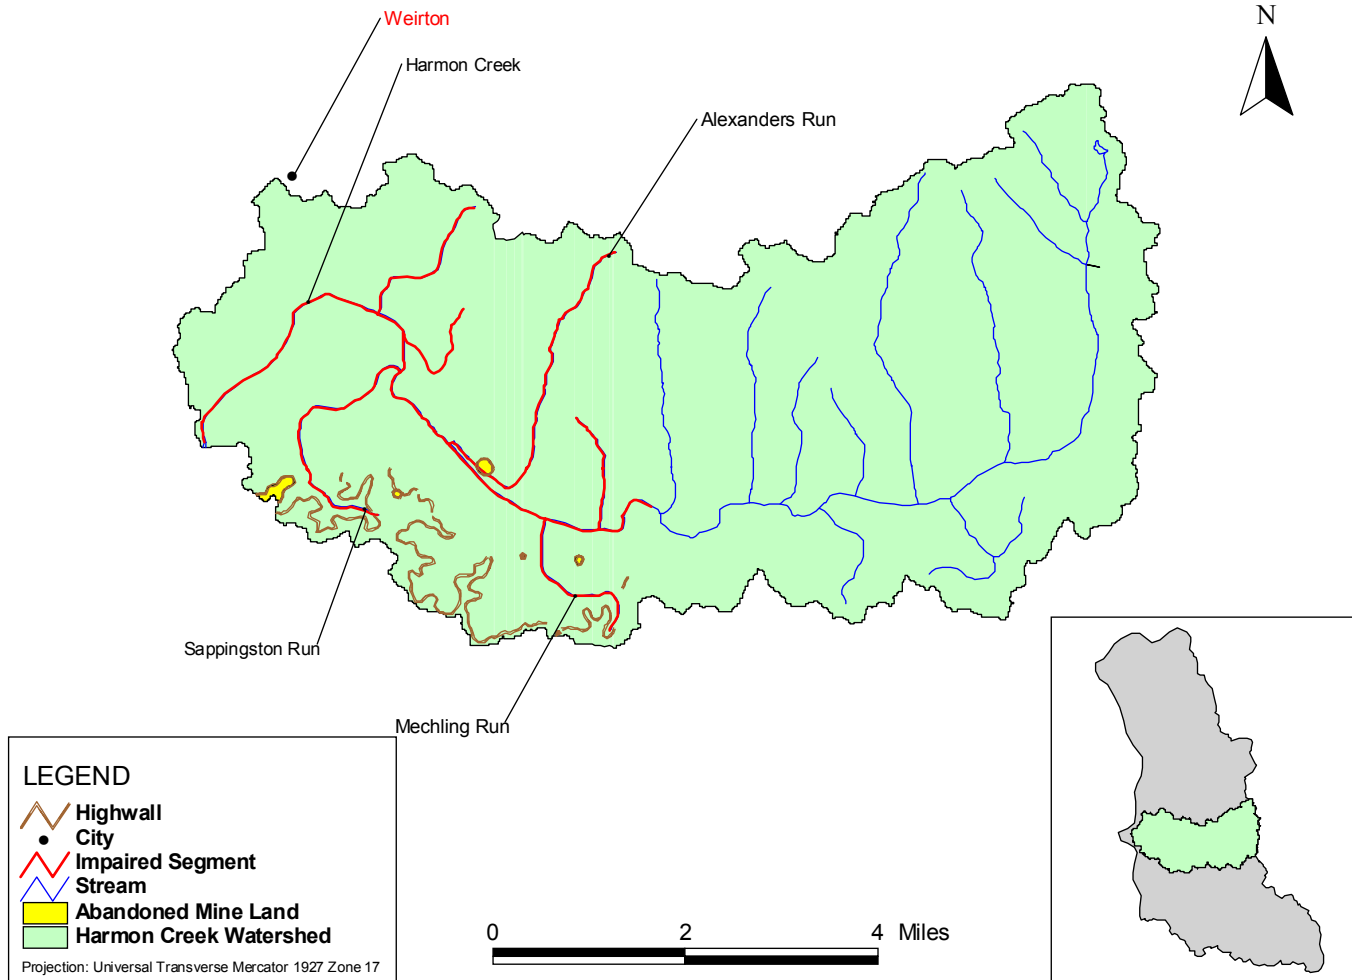 Weirton
N
Harmon Creek
Alexanders Run
Sappingston Run
Mechling Run
LEGEND
Highwall
City
Impaired Segment
Stream
Abandoned Mine Land
Harmon Creek Watershed
Projection: Universal Transverse Mercator 1927 Zone 17
0 2 4 Miles